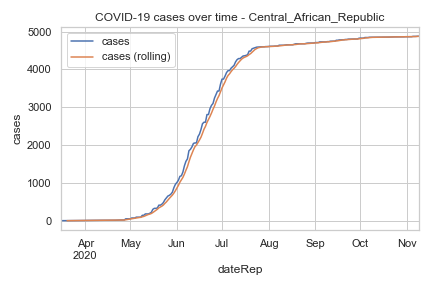 COVID-19 cases over time - Central_African_Republic
cases
cases (rolling)
cases
5000
4000
3000
2000
1000
0
Apr May Jun Jul Aug Sep Oct Nov
2020
dateRep